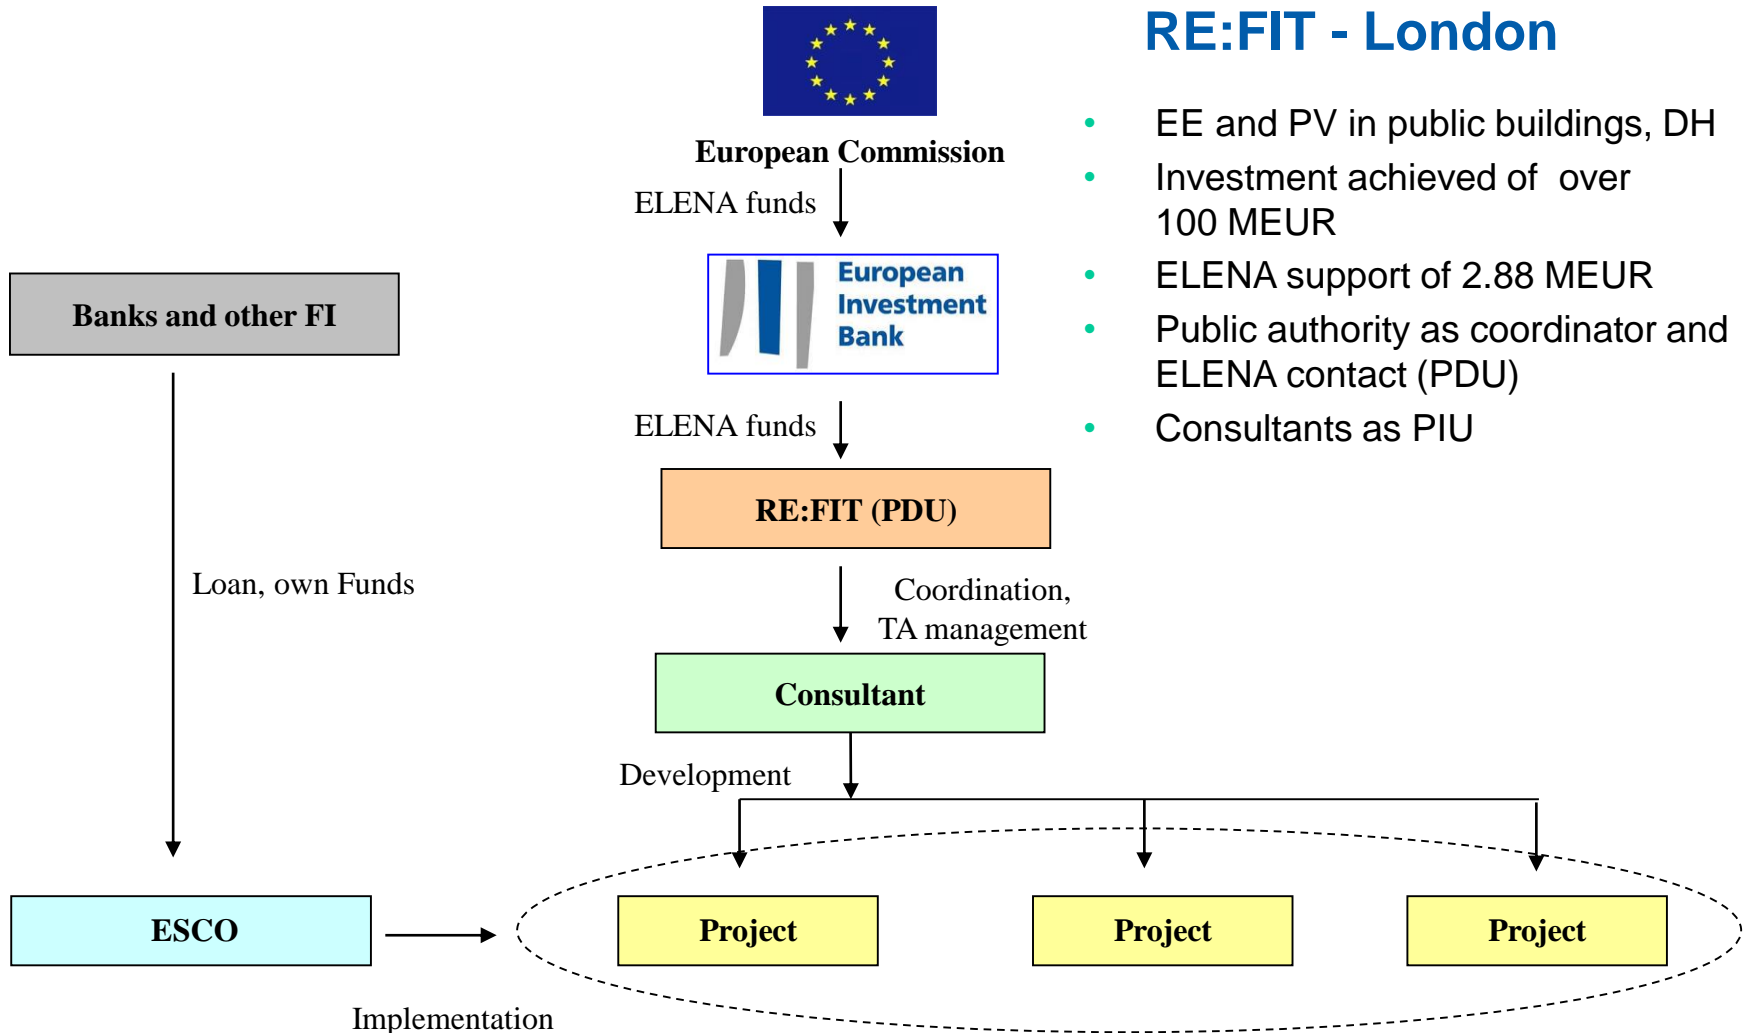 RE:FIT - London
European Commission
ELENA funds
• EE and PV in public buildings, DH
• Investment achieved of over
100 MEUR
• ELENA support of 2.88 MEUR
• Public authority as coordinator and
ELENA contact (PDU)
• Consultants as PIU
European
Investment
Bank
Banks and other FI
ELENA funds
RE:FIT (PDU)
Loan, own Funds
Coordination,
TA management
Consultant
Development
ESCO
Project
Project
Project
Implementation